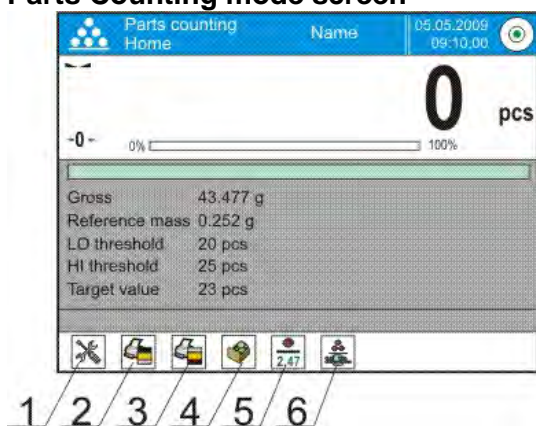 Parts Counting mode screen
Parts counting
Home
Name
05.05.2009
09:10,00
0 pcs
-0-
0% 100%
Gross 43.477 g
Reference mass 0.252 g
LO threshold 20 pcs
HI threshold 25 pcs
Target value 23 pcs
2,47
1 2 3 4 5 6